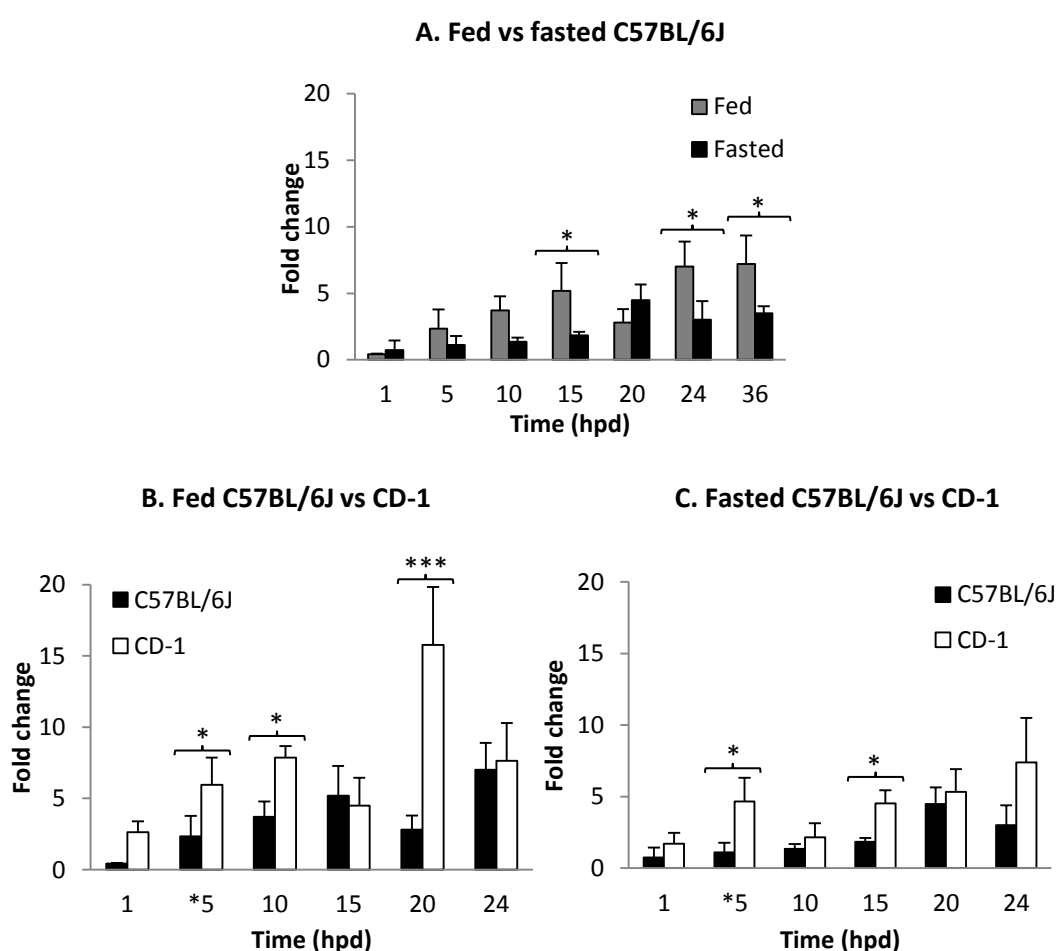 A. Fed vs fasted C57BL/6J
20
15
10
5
0
Fold change
Fed
Fasted
*
*
*
1 5 10 15 20 24 36
Time (hpd)
B. Fed C57BL/6J vs CD-1
20
15
10
5
0
Fold change
C57BL/6J
CD-1
*
*
***
1 *5 10 15 20 24
Time (hpd)
C. Fasted C57BL/6J vs CD-1
20
15
10
5
0
Fold change
C57BL/6J
CD-1
*
*
1 *5 10 15 20 24
Time (hpd)